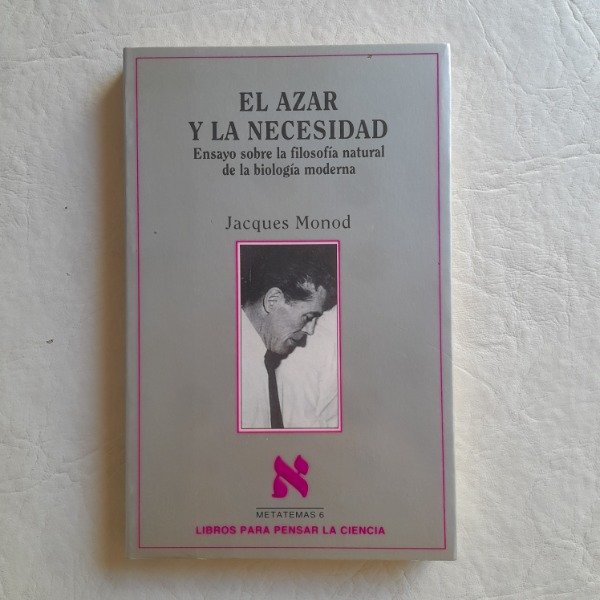 EL AZAR
Y LA NECESIDAD
Ensayo sobre la filosofía natural
de la biología moderna
Jacques Monod
א
METATEMAS 6
LIBROS PARA PENSAR LA CIENCIA